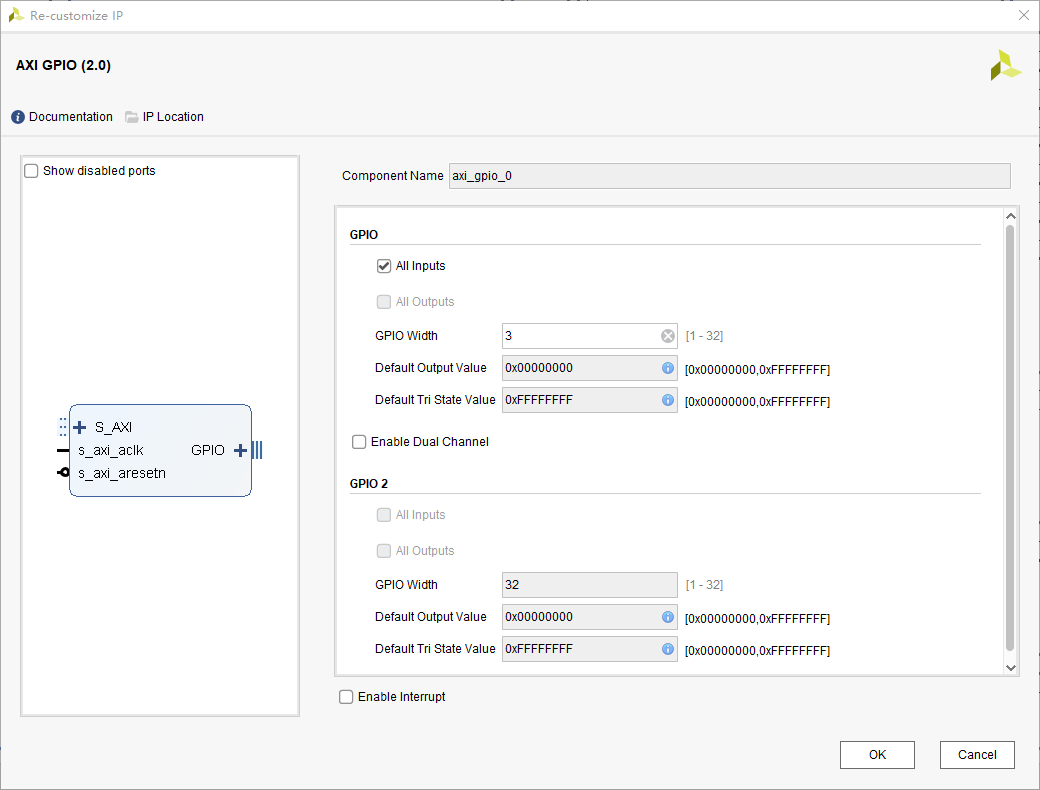 Re-customize IP
AXI GPIO (2.0)
Documentation IP Location
Show disabled ports
S_AXI
s_axi_aclk GPIO
s_axi_aresetn
Component Name axi_gpio_0
GPIO
All Inputs
All Outputs
GPIO Width 3 [1 - 32]
Default Output Value 0x00000000 [0x00000000,0xFFFFFFFF]
Default Tri State Value 0xFFFFFFFF [0x00000000,0xFFFFFFFF]
Enable Dual Channel
GPIO 2
All Inputs
All Outputs
GPIO Width 32 [1 - 32]
Default Output Value 0x00000000 [0x00000000,0xFFFFFFFF]
Default Tri State Value 0xFFFFFFFF [0x00000000,0xFFFFFFFF]
Enable Interrupt
OK Cancel